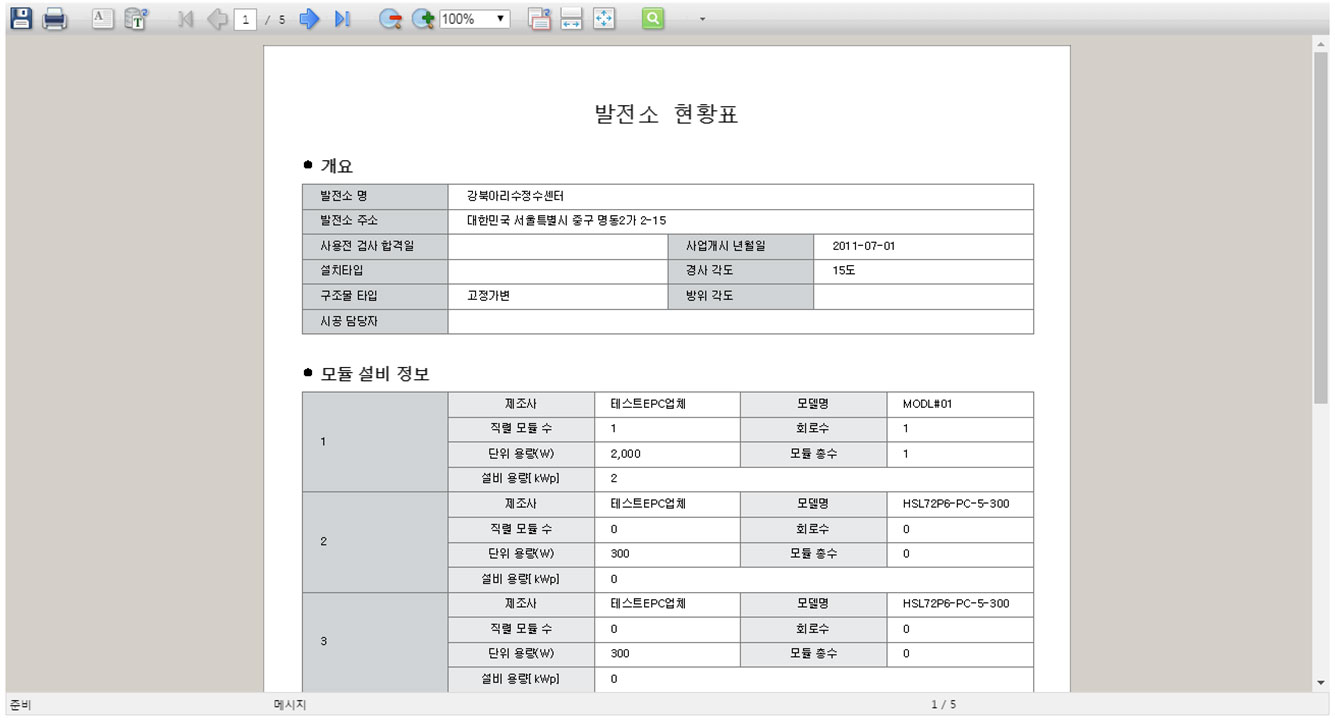 1 / 5 100%
발전소 현황표
● 개요
발전소 명 강북아리수정수센터
발전소 주소 대한민국 서울특별시 중구 명동2가 2-15
사용전 검사 합격일 사업개시 년월일 2011-07-01
설치타입 경사 각도 15도
구조물 타입 고정가변 방위 각도
시공 담당자
● 모듈 설비 정보
1
제조사 테스트EPC업체 모델명 MODL#01
직렬 모듈 수 1 회로수 1
단위 용량(W) 2,000 모듈 총수 1
설비 용량[kWp] 2
2
제조사 테스트EPC업체 모델명 HSL72P6-PC-5-300
직렬 모듈 수 0 회로수 0
단위 용량(W) 300 모듈 총수 0
설비 용량[kWp] 0
3
제조사 테스트EPC업체 모델명 HSL72P6-PC-5-300
직렬 모듈 수 0 회로수 0
단위 용량(W) 300 모듈 총수 0
설비 용량[kWp] 0
준비 메시지 1 / 5